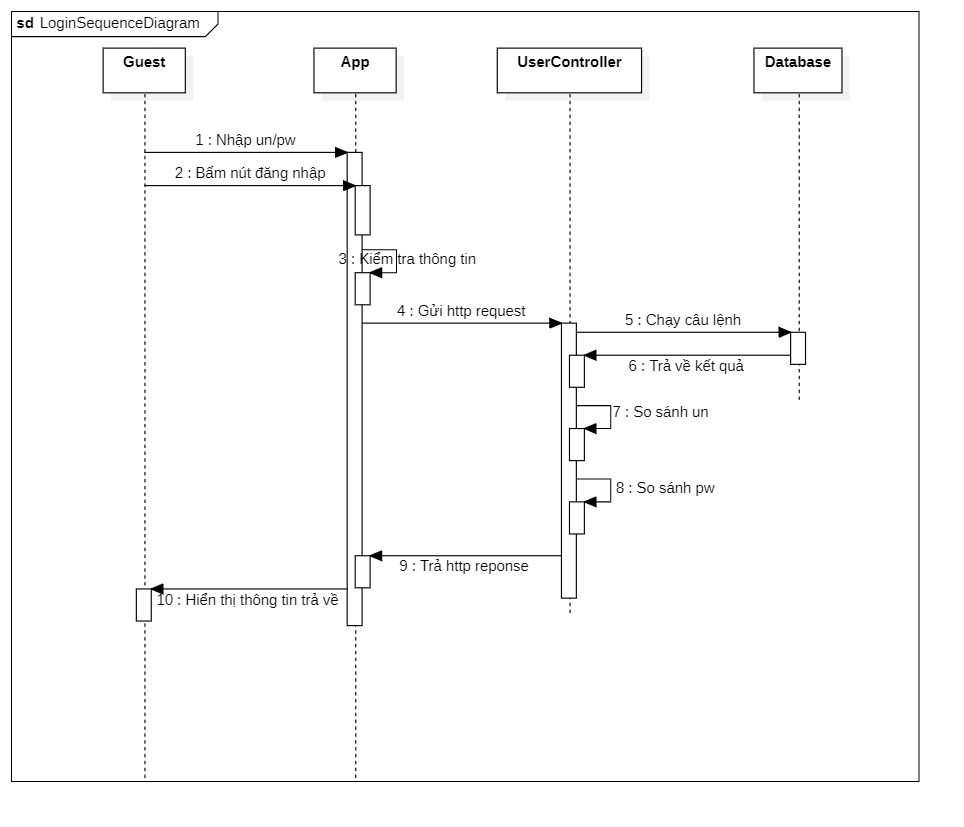 sd LoginSequenceDiagram
Guest
App
UserController
Database
1 : Nhập un/pw
2 : Bấm nút đăng nhập
3 : Kiểm tra thông tin
4 : Gửi http request
5 : Chạy câu lệnh
6 : Trả về kết quả
7 : So sánh un
8 : So sánh pw
9 : Trả http reponse
10 : Hiển thị thông tin trả về